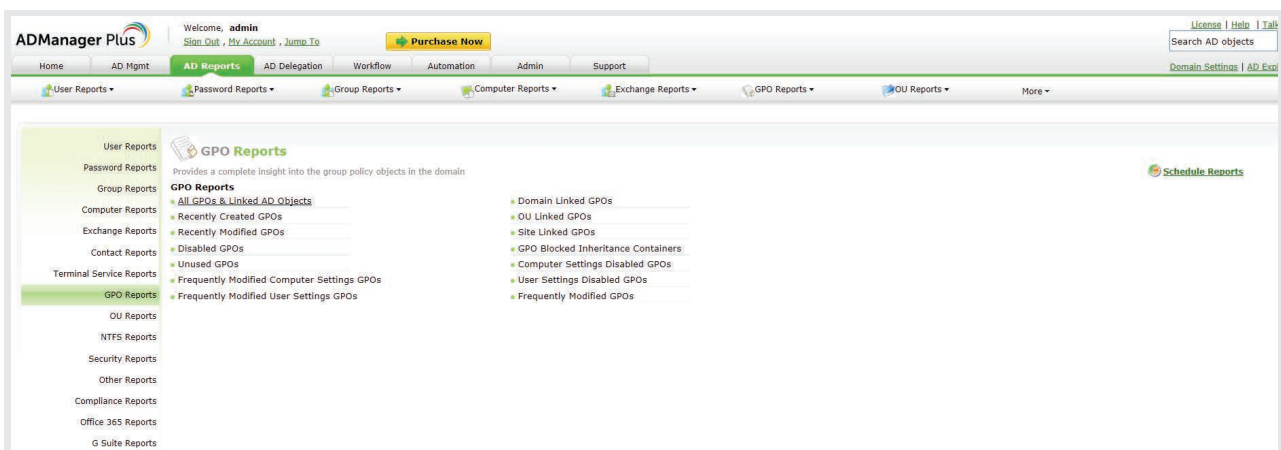 ADManager Plus
Welcome, admin
Sign Out , My Account , Jump To
Purchase Now
License | Help | Talk
Search AD objects
Home AD Mgmt AD Reports AD Delegation Workflow Automation Admin Support
Domain Settings | AD Expl
User Reports Password Reports Group Reports Computer Reports Exchange Reports GPO Reports OU Reports More
User Reports
Password Reports
Group Reports
Computer Reports
Exchange Reports
Contact Reports
Terminal Service Reports
GPO Reports
OU Reports
NTFS Reports
Security Reports
Other Reports
Compliance Reports
Office 365 Reports
G Suite Reports
GPO Reports
Provides a complete insight into the group policy objects in the domain
Schedule Reports
GPO Reports
All GPOs & Linked AD Objects
Recently Created GPOs
Recently Modified GPOs
Disabled GPOs
Unused GPOs
Frequently Modified Computer Settings GPOs
Frequently Modified User Settings GPOs
Domain Linked GPOs
OU Linked GPOs
Site Linked GPOs
GPO Blocked Inheritance Containers
Computer Settings Disabled GPOs
User Settings Disabled GPOs
Frequently Modified GPOs